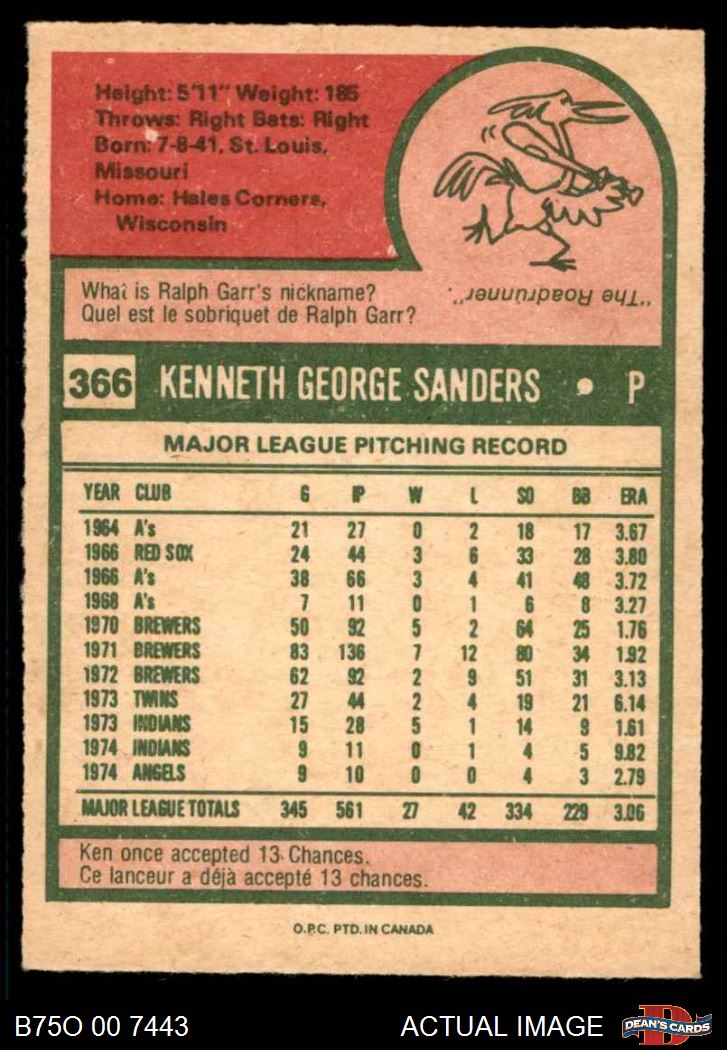 Height: 5'11" Weight: 185
Throws: Right Bats: Right
Born: 7-8-41, St. Louis,
Missouri
Home: Hales Corners,
Wisconsin
"The Roadrunner".
What is Ralph Garr's nickname?
Quel est le sobriquet de Ralph Garr?
366 KENNETH GEORGE SANDERS • P
MAJOR LEAGUE PITCHING RECORD
YEAR CLUB G IP W L SO BB ERA
1964 A's 21 27 0 2 18 17 3.67
1966 RED SOX 24 44 3 6 33 28 3.80
1966 A's 38 66 3 4 41 48 3.72
1968 A's 7 11 0 1 6 8 3.27
1970 BREWERS 50 92 5 2 64 25 1.76
1971 BREWERS 83 136 7 12 80 34 1.92
1972 BREWERS 62 92 2 9 51 31 3.13
1973 TWINS 27 44 2 4 19 21 6.14
1973 INDIANS 15 28 5 1 14 9 1.61
1974 INDIANS 9 11 0 1 4 5 9.82
1974 ANGELS 9 10 0 0 4 3 2.79
MAJOR LEAGUE TOTALS 345 561 27 42 334 229 3.06
Ken once accepted 13 Chances.
Ce lanceur a déjà accepté 13 chances.
O.P.C. PTD. IN CANADA
B75O 00 7443 ACTUAL IMAGE
D
DEAN'S CARDS